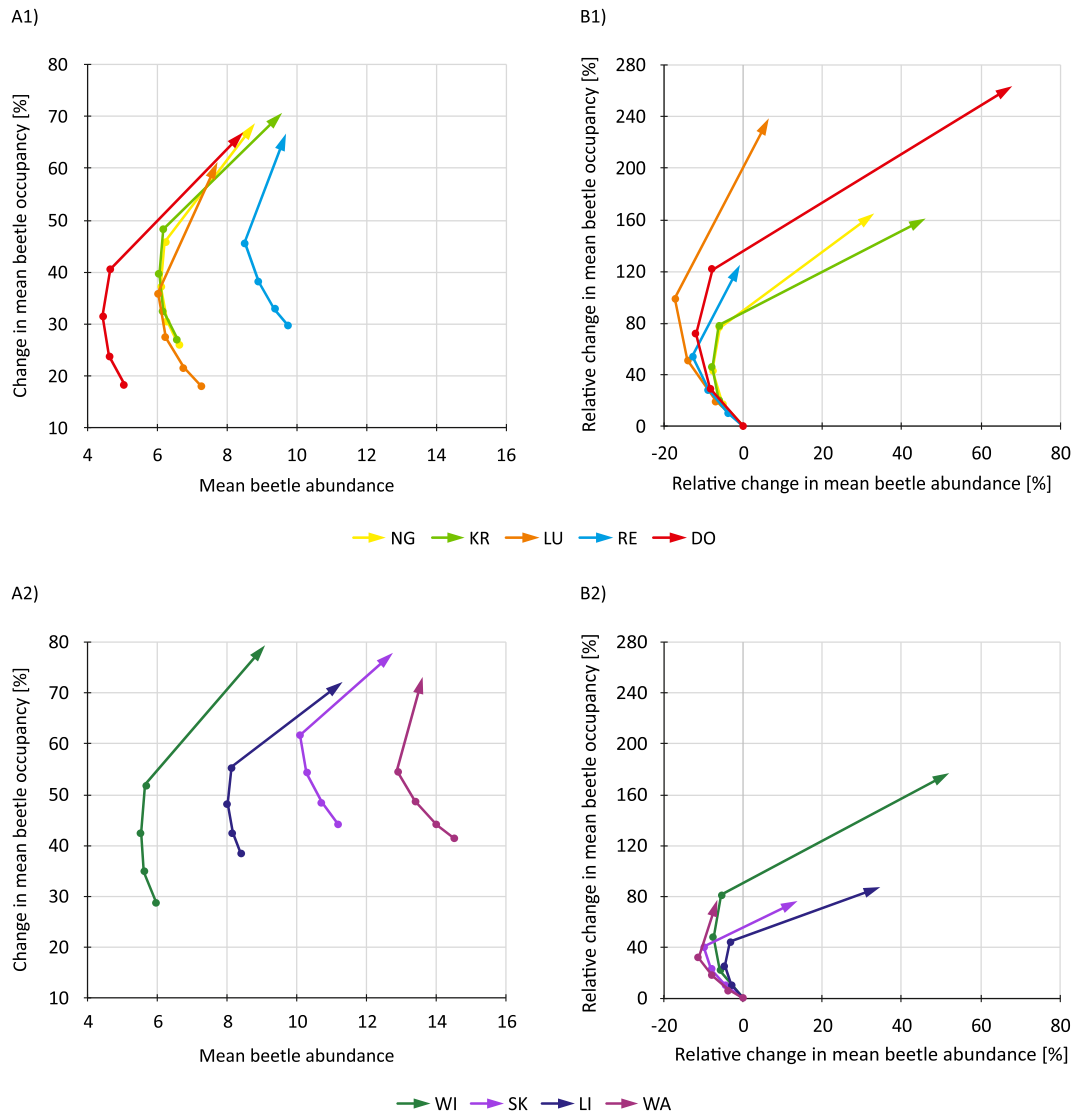 A1)
B1)
Change in mean beetle occupancy [%]
80
70
60
50
40
30
20
10
4 6 8 10 12 14 16
Mean beetle abundance
Relative change in mean beetle occupancy [%]
280
240
200
160
120
80
40
0
-20 0 20 40 60 80
Relative change in mean beetle abundance [%]
NG KR LU RE DO
A2)
B2)
Change in mean beetle occupancy [%]
80
70
60
50
40
30
20
10
4 6 8 10 12 14 16
Mean beetle abundance
Relative change in mean beetle occupancy [%]
280
240
200
160
120
80
40
0
-20 0 20 40 60 80
Relative change in mean beetle abundance [%]
WI SK LI WA